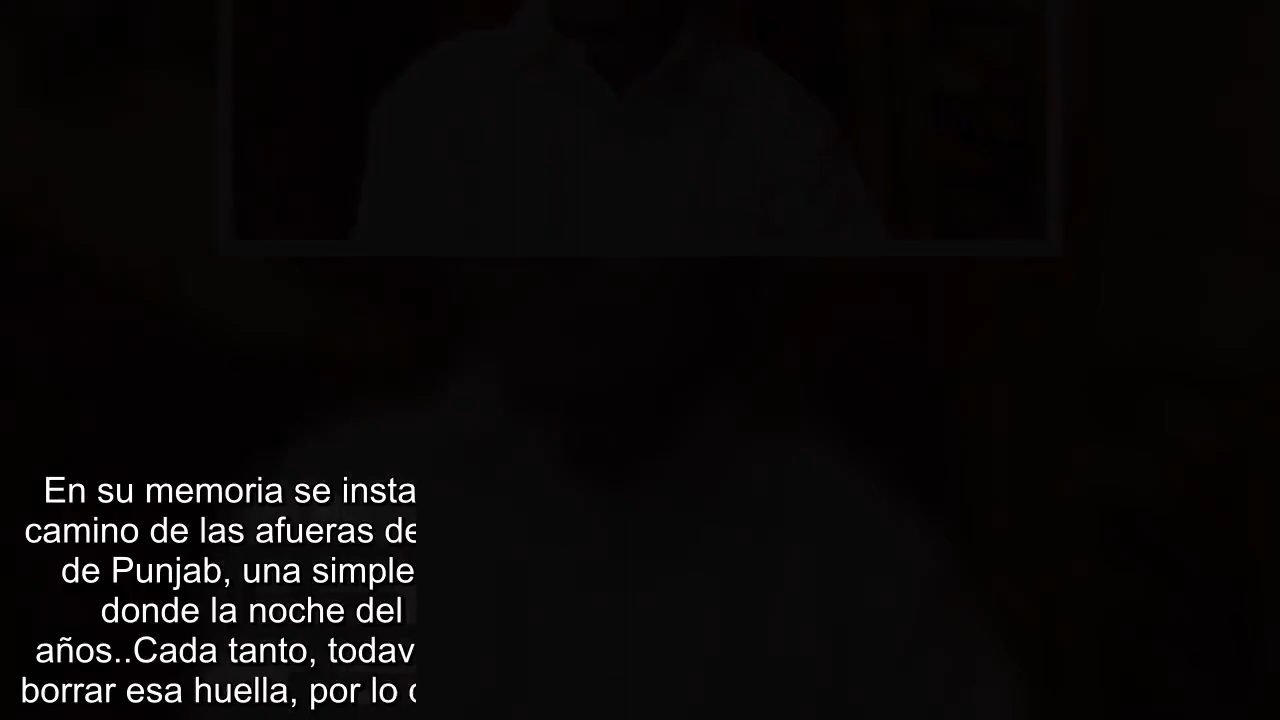 En su memoria se insta
camino de las afueras de
de Punjab, una simple
donde la noche del
años..Cada tanto, todav
borrar esa huella, por lo